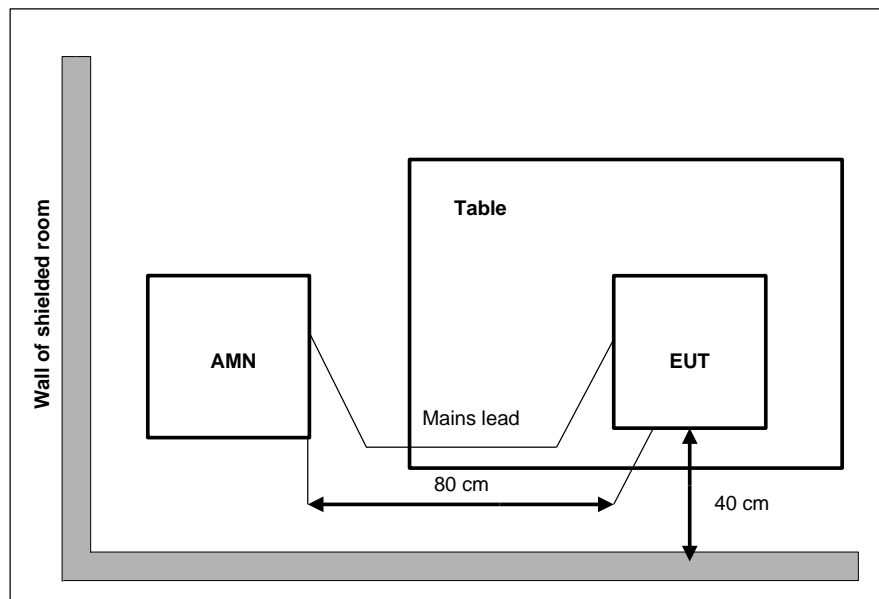 Wall of shielded room
Table
AMN
EUT
Mains lead
80 cm
40 cm